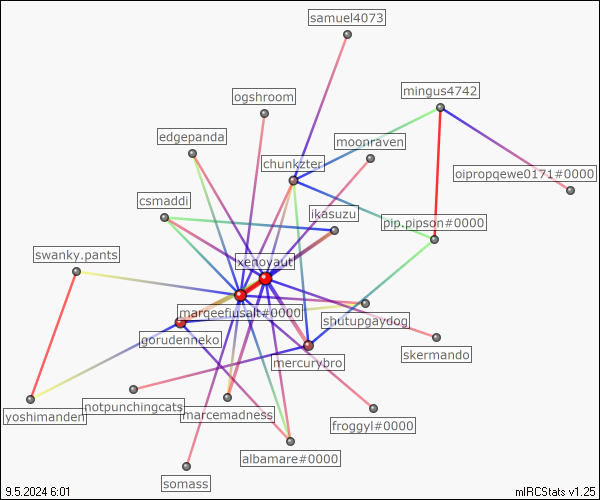 samuel4073
mingus4742
ogshroom
edgepanda
moonraven
chunkzter
oipropqewe0171#0000
csmaddi
ikasuzu
pip.pipson#0000
swanky.pants
xenoyaut
marqeefusalt#0000
shutupgaydog
gorudenneko
skermando
mercurybro
yoshimanden
notpunchingcats
marcemadness
froggyl#0000
albamare#0000
somass
9.5.2024 6:01
mIRCStats v1.25